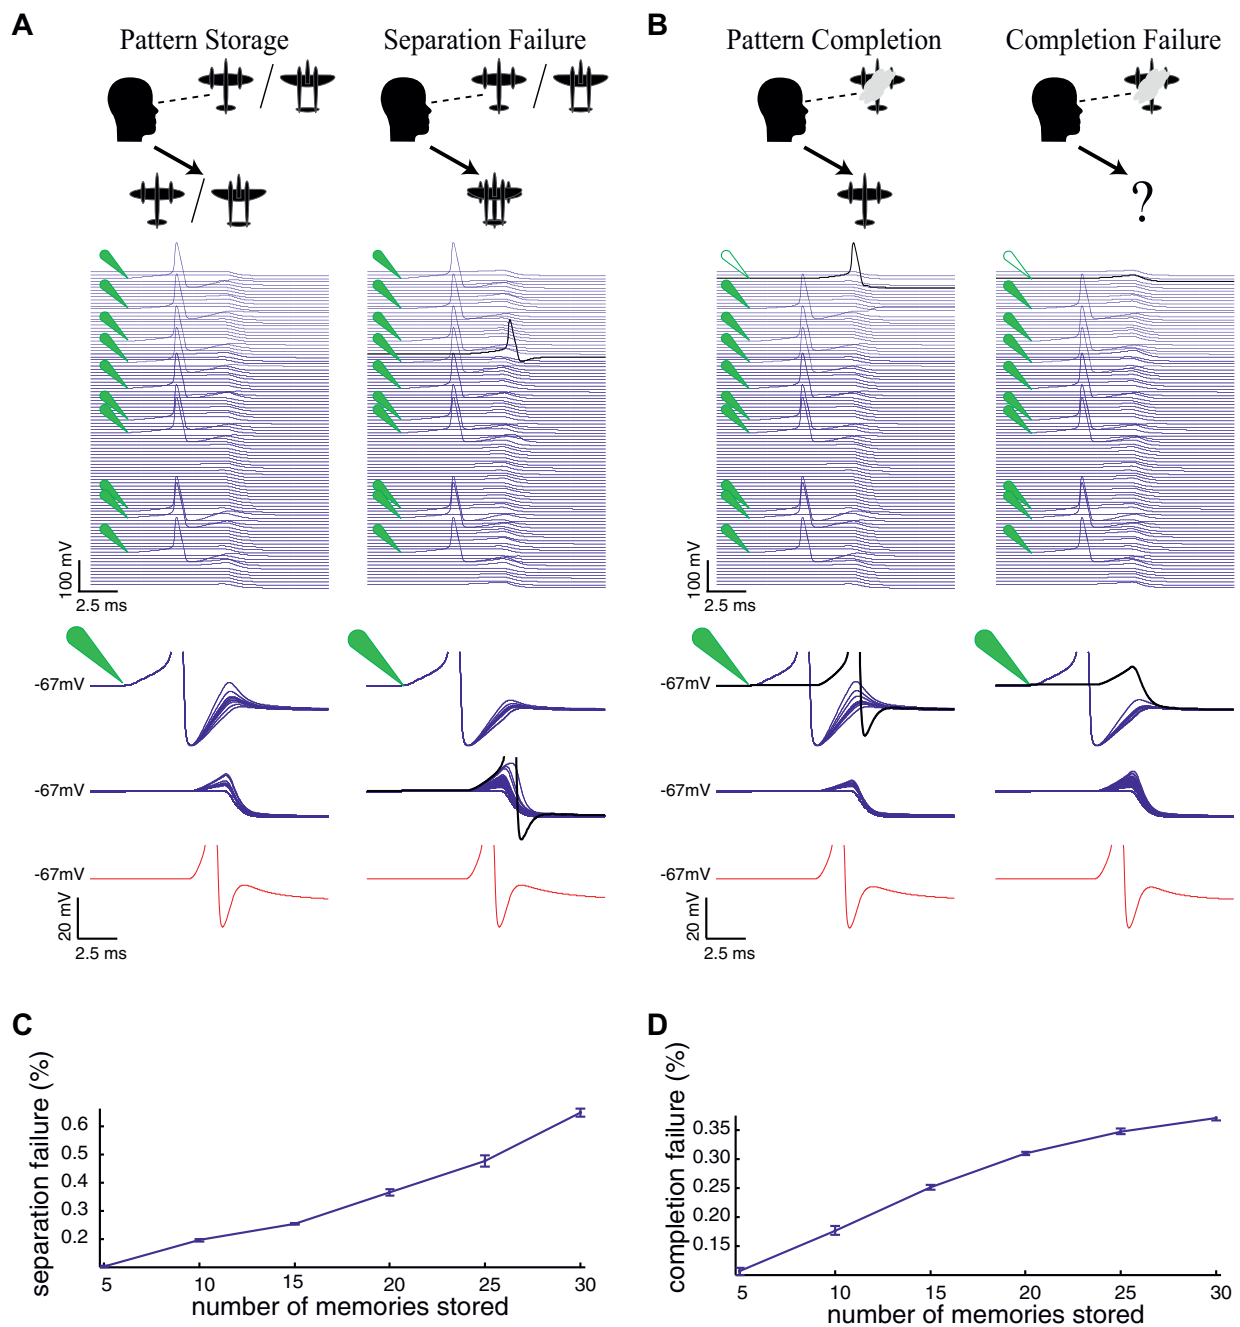 A
B
Pattern Storage
Separation Failure
Pattern Completion
Completion Failure
?
100 mV
2.5 ms
100 mV
2.5 ms
-67mV
-67mV
-67mV
20 mV
2.5 ms
-67mV
-67mV
-67mV
20 mV
2.5 ms
C
separation failure (%)
0.6
0.5
0.4
0.3
0.2
5 10 15 20 25 30
number of memories stored
D
completion failure (%)
0.35
0.30
0.25
0.20
0.15
5 10 15 20 25 30
number of memories stored